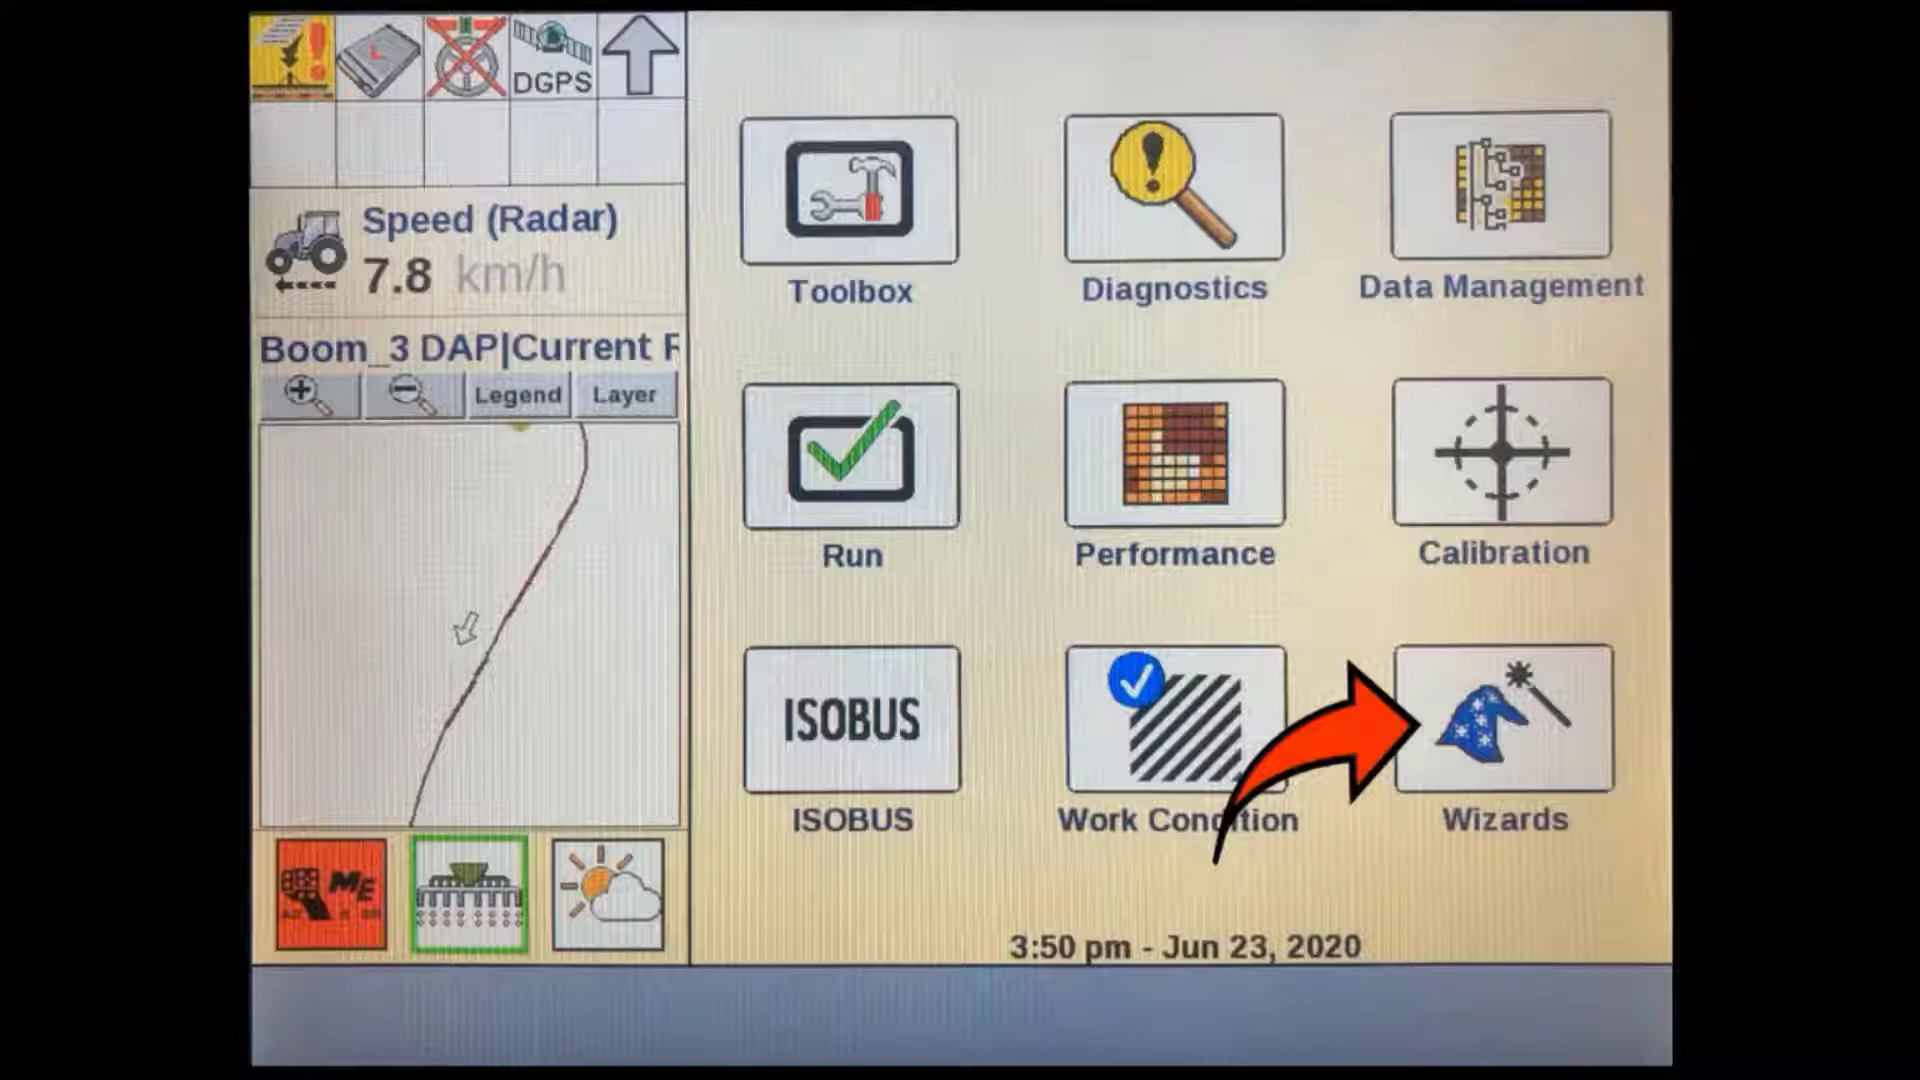 DGPS
Speed (Radar)
7.8 km/h
Boom_3 DAP|Current
Legend
Layer
Toolbox
Diagnostics
Data Management
Run
Performance
Calibration
ISOBUS
ISOBUS
Work Condition
Wizards
ME
3:50 pm - Jun 23, 2020